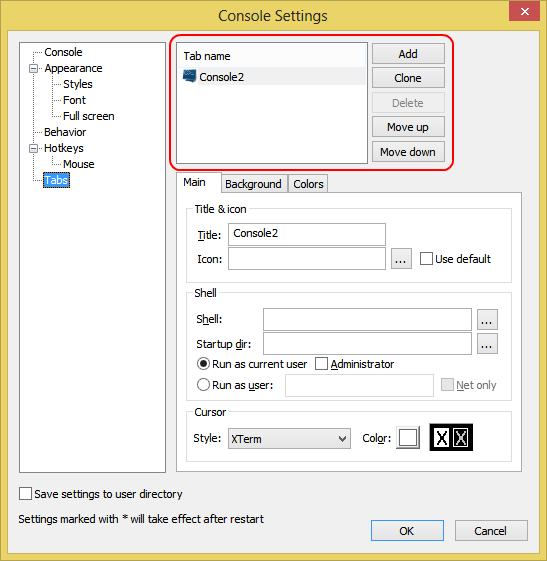 Console Settings
Console
Appearance
Styles
Font
Full screen
Behavior
Hotkeys
Mouse
Tabs
Tab name
Console2
Add
Clone
Delete
Move up
Move down
Main Background Colors
Title & icon
Title: Console2
Icon: ... Use default
Shell
Shell: ...
Startup dir: ...
Run as current user Administrator
Run as user: Net only
Cursor
Style: XTerm Color: X X
Save settings to user directory
Settings marked with * will take effect after restart
OK Cancel